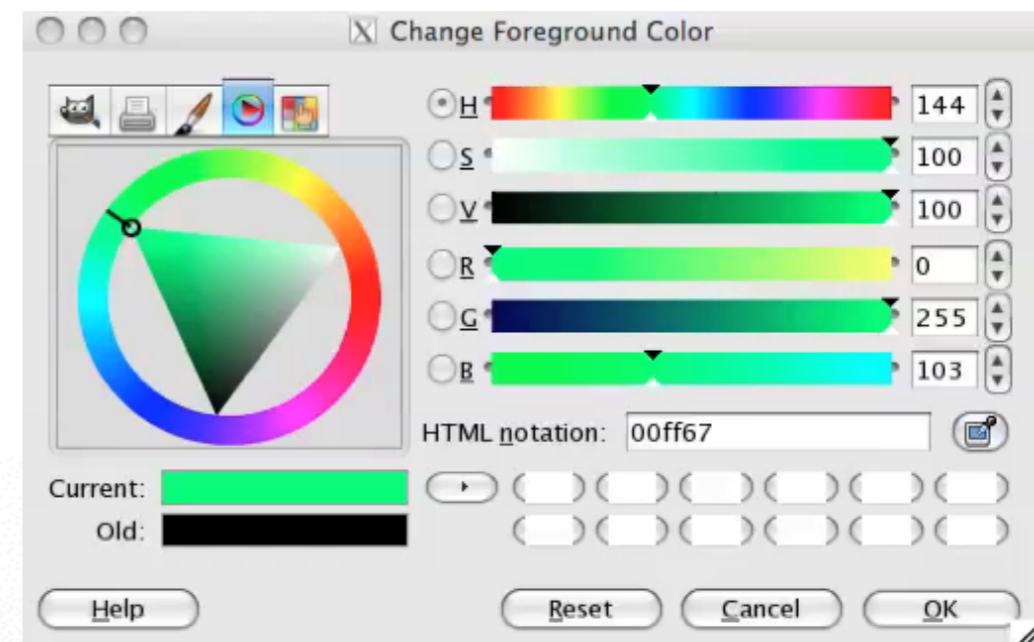 Change Foreground Color
H 144
S 100
V 100
R 0
G 255
B 103
HTML notation: 00ff67
Current:
Old:
Help Reset Cancel OK